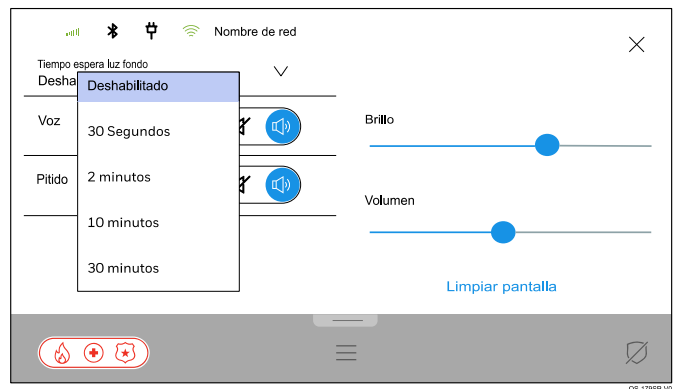 Nombre de red
Tiempo espera luz fondo
Desha
Deshabilitado
30 Segundos
2 minutos
10 minutos
30 minutos
Voz
Pitido
Brillo
Volumen
Limpiar pantalla